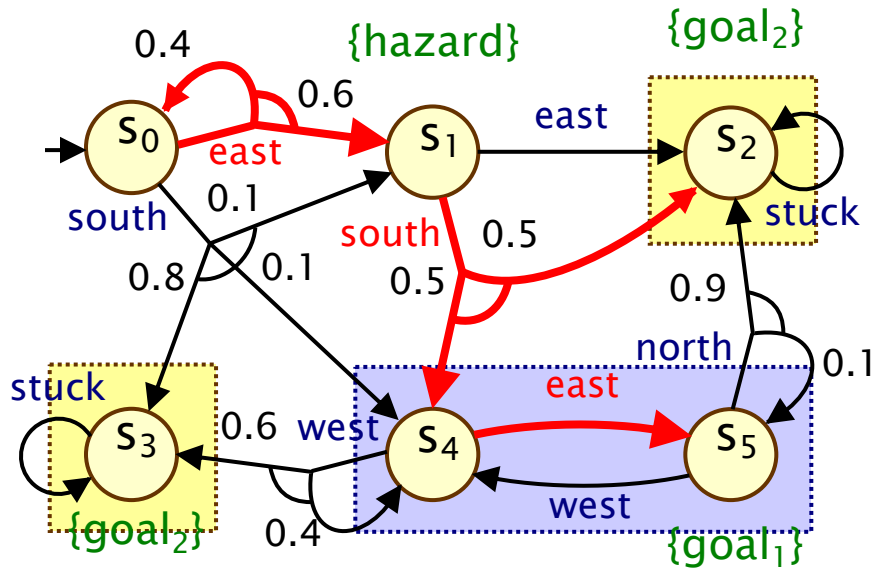 0.4
{hazard}
{goal₂}
0.6
s₀
s₁
east
s₂
east
0.1
south
south
0.5
stuck
0.8
0.1
0.5
0.9
north
0.1
stuck
east
0.6
west
s₃
s₄
s₅
west
0.4
{goal₂}
{goal₁}